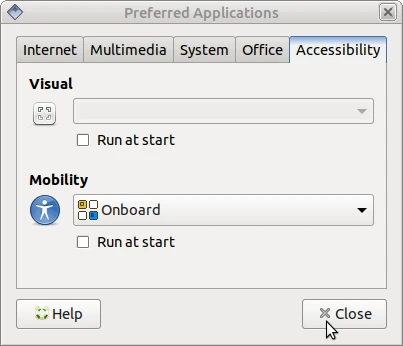 Preferred Applications
Internet Multimedia System Office Accessibility
Visual
Run at start
Mobility
Onboard
Run at start
Help Close